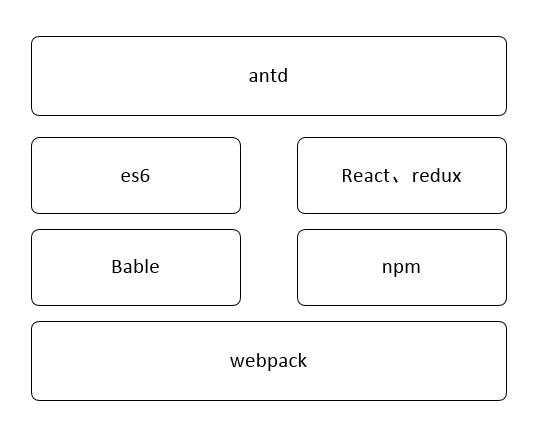 antd
es6
React、redux
Bable
npm
webpack